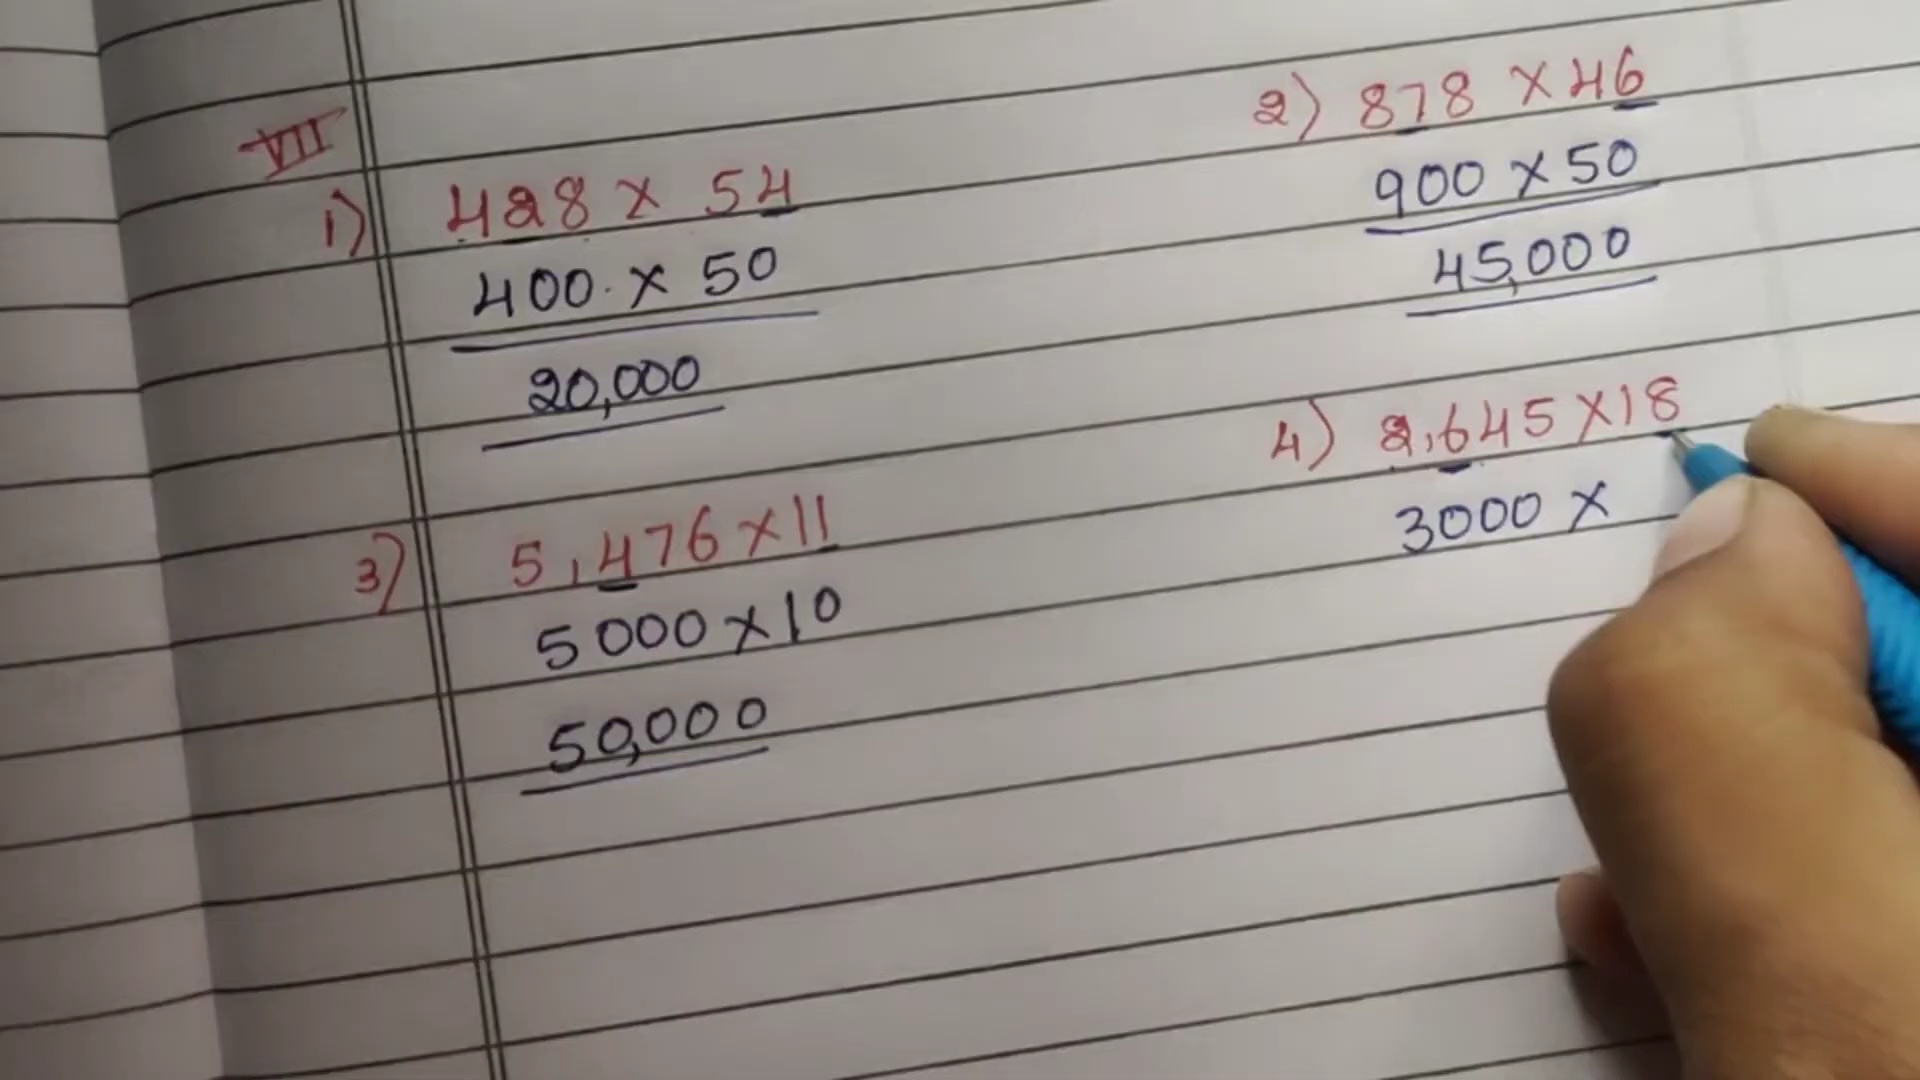 VII
1) 428 x 54
400. x 50
20,000
2) 878 x 46
900 x 50
45,000
3) 5,476 x 11
5000 x 10
50,000
4) 2,645 x 18
3000 x